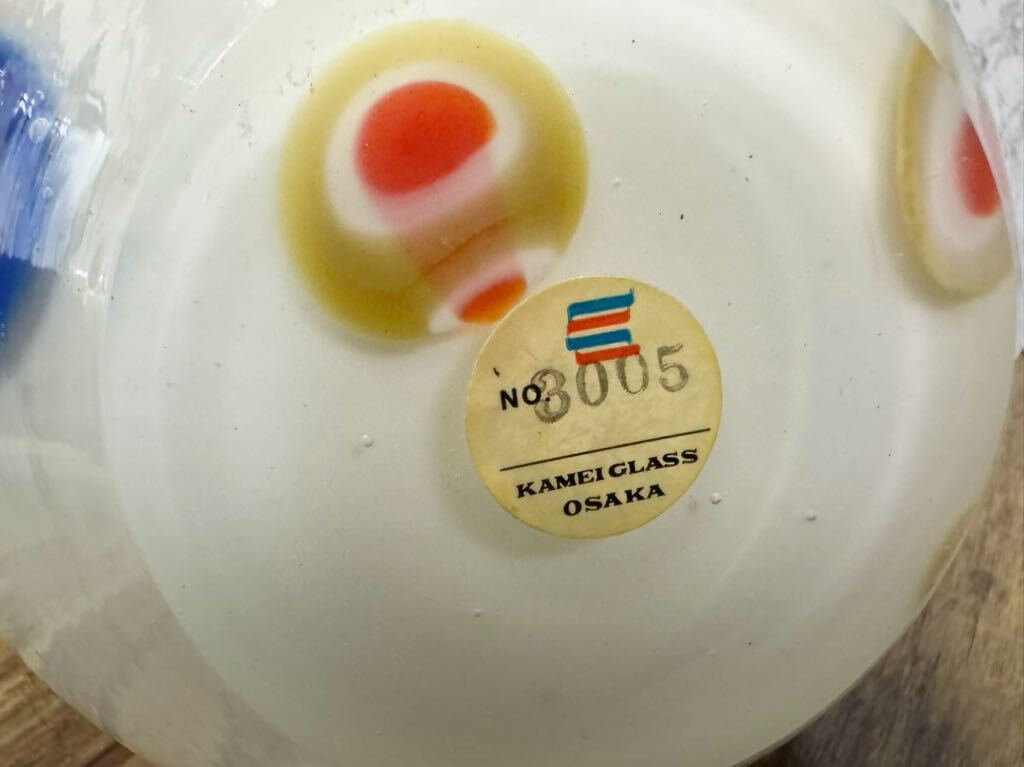 NO. 3005
KAMEI GLASS
OSAKA